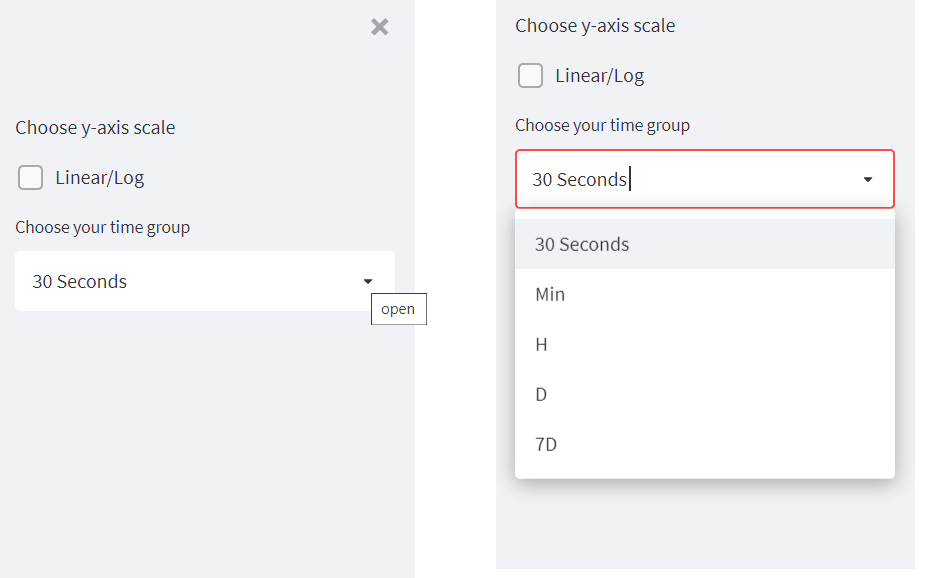 Choose y-axis scale
Linear/Log
Choose your time group
30 Seconds
open
Choose y-axis scale
Linear/Log
Choose your time group
30 Seconds
30 Seconds
Min
H
D
7D